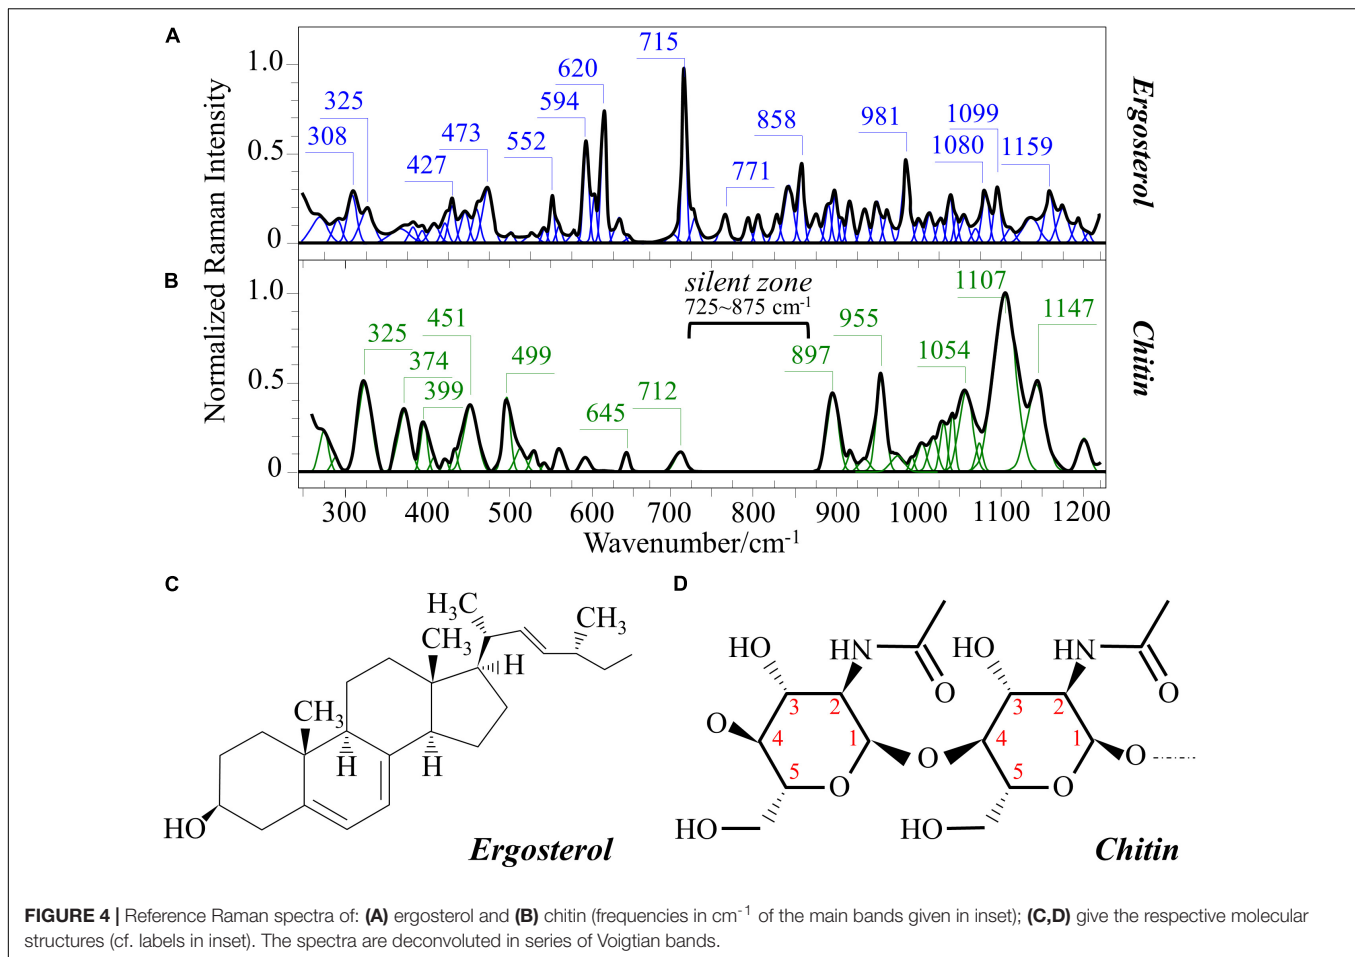 A
Normalized Raman Intensity
1.0
0.5
0
308
325
427
473
552
594
620
715
771
858
981
1080
1099
1159
Ergosterol
B
1.0
0.5
0
325
374
399
451
499
645
712
silent zone
725~875 cm-1
897
955
1054
1107
1147
Chitin
300 400 500 600 700 800 900 1000 1100 1200
Wavenumber/cm-1
C
H3C
CH3
CH3
H
CH3
H
H
HO
Ergosterol
D
HO
HN
O
HO
HN
O
O
3
2
4
1
5
O
O
3
2
4
1
5
O
O
HO
HO
Chitin
FIGURE 4 | Reference Raman spectra of: (A) ergosterol and (B) chitin (frequencies in cm-1 of the main bands given in inset); (C,D) give the respective molecular
structures (cf. labels in inset). The spectra are deconvoluted in series of Voigtian bands.